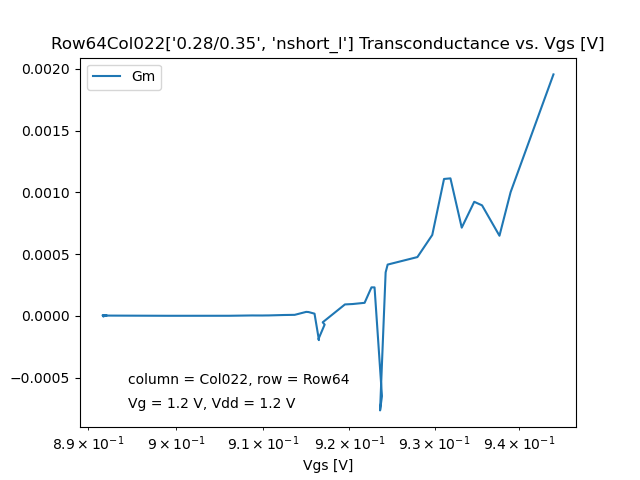 Row64Col022['0.28/0.35', 'nshort_l'] Transconductance vs. Vgs [V]
Gm
0.0020
0.0015
0.0010
0.0005
0.0000
−0.0005
column = Col022, row = Row64
Vg = 1.2 V, Vdd = 1.2 V
8.9 × 10⁻¹ 9 × 10⁻¹ 9.1 × 10⁻¹ 9.2 × 10⁻¹ 9.3 × 10⁻¹ 9.4 × 10⁻¹
Vgs [V]